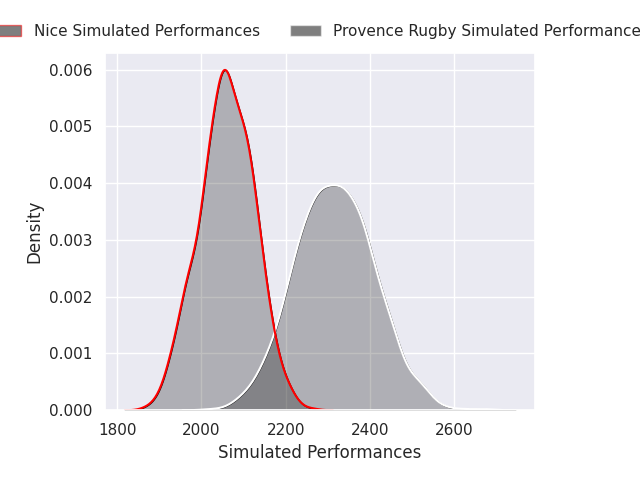 Nice Simulated Performances
Provence Rugby Simulated Performance
0.006
0.005
0.004
0.003
0.002
0.001
0.000
Density
1800 2000 2200 2400 2600
Simulated Performances